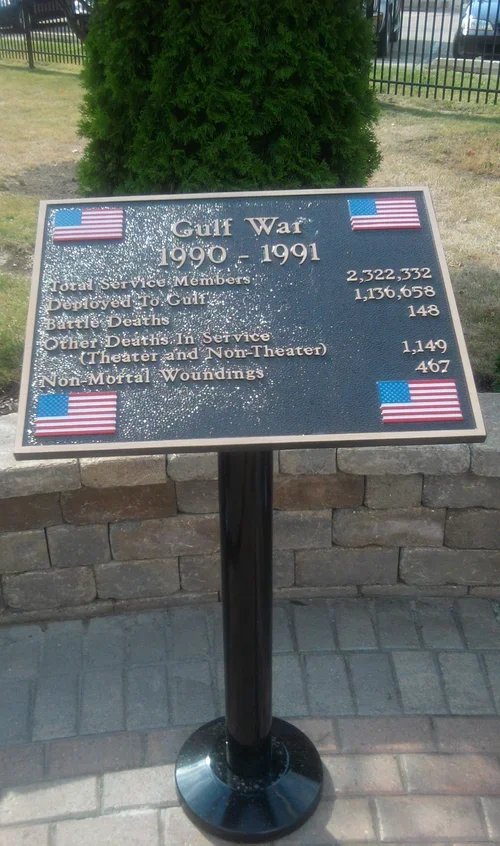 Gulf War
1990 - 1991
Total Service Members 2,322,332
Deployed To Gulf 1,136,658
Battle Deaths 148
Other Deaths In Service
(Theater and Non-Theater) 1,149
Non-Mortal Woundings 467